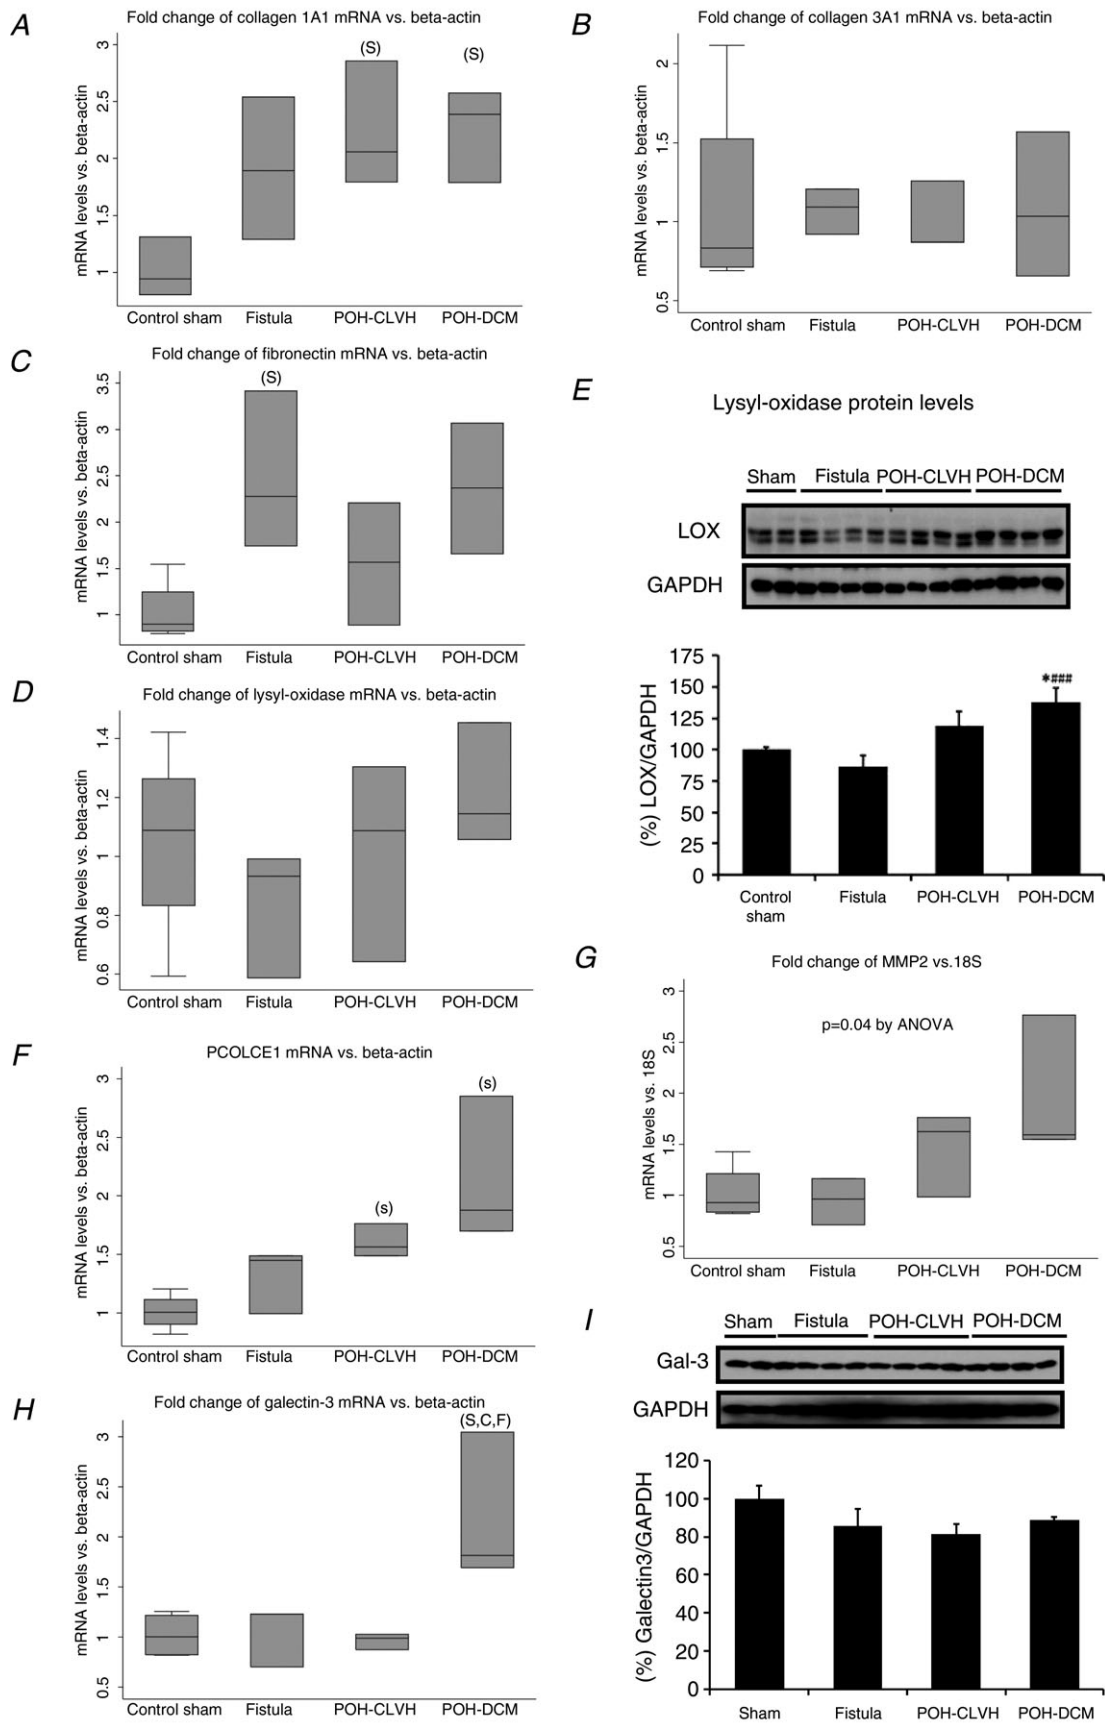 A
Fold change of collagen 1A1 mRNA vs. beta-actin
mRNA levels vs. beta-actin
3
2.5
2
1.5
1
(S)
(S)
Control sham
Fistula
POH-CLVH
POH-DCM
B
Fold change of collagen 3A1 mRNA vs. beta-actin
mRNA levels vs. beta-actin
2
1.5
1
0.5
Control sham
Fistula
POH-CLVH
POH-DCM
C
Fold change of fibronectin mRNA vs. beta-actin
mRNA levels vs. beta-actin
3.5
3
2.5
2
1.5
1
(S)
Control sham
Fistula
POH-CLVH
POH-DCM
D
Fold change of lysyl-oxidase mRNA vs. beta-actin
mRNA levels vs. beta-actin
1.4
1.2
1
0.8
0.6
Control sham
Fistula
POH-CLVH
POH-DCM
E
Lysyl-oxidase protein levels
Sham
Fistula
POH-CLVH
POH-DCM
LOX
GAPDH
(%) LOX/GAPDH
175
150
125
100
75
50
25
0
*###
Control
sham
Fistula
POH-CLVH
POH-DCM
F
PCOLCE1 mRNA vs. beta-actin
mRNA levels vs. beta-actin
3
2.5
2
1.5
1
(s)
(s)
Control sham
Fistula
POH-CLVH
POH-DCM
G
Fold change of MMP2 vs.18S
p=0.04 by ANOVA
mRNA levels vs. 18S
3
2.5
2
1.5
1
0.5
Control sham
Fistula
POH-CLVH
POH-DCM
H
Fold change of galectin-3 mRNA vs. beta-actin
(S,C,F)
mRNA levels vs. beta-actin
3
2.5
2
1.5
1
0.5
Control sham
Fistula
POH-CLVH
POH-DCM
I
Sham
Fistula
POH-CLVH
POH-DCM
Gal-3
GAPDH
(%) Galectin3/GAPDH
120
100
80
60
40
20
0
Sham
Fistula
POH-CLVH
POH-DCM